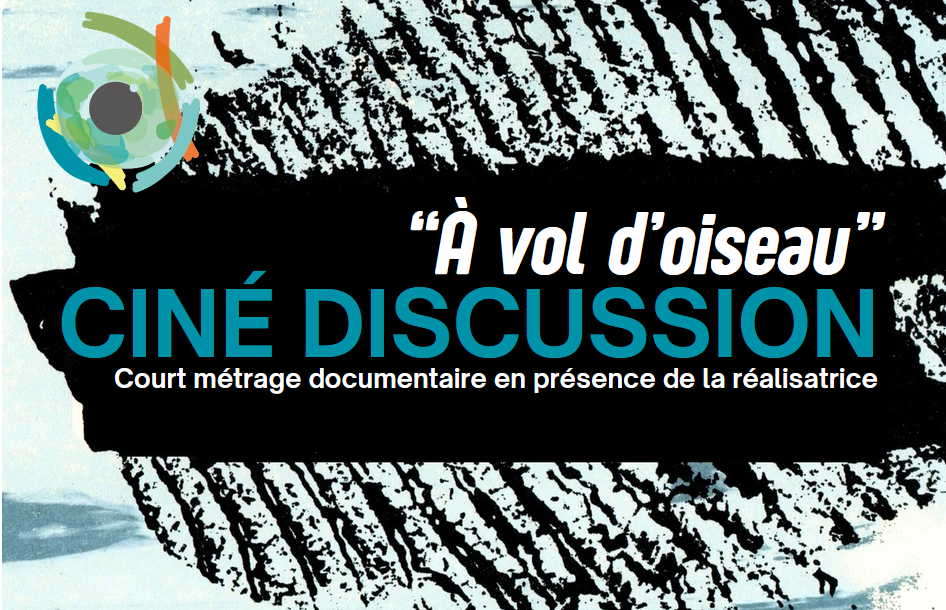 “À vol d’oiseau”
CINÉ DISCUSSION
Court métrage documentaire en présence de la réalisatrice